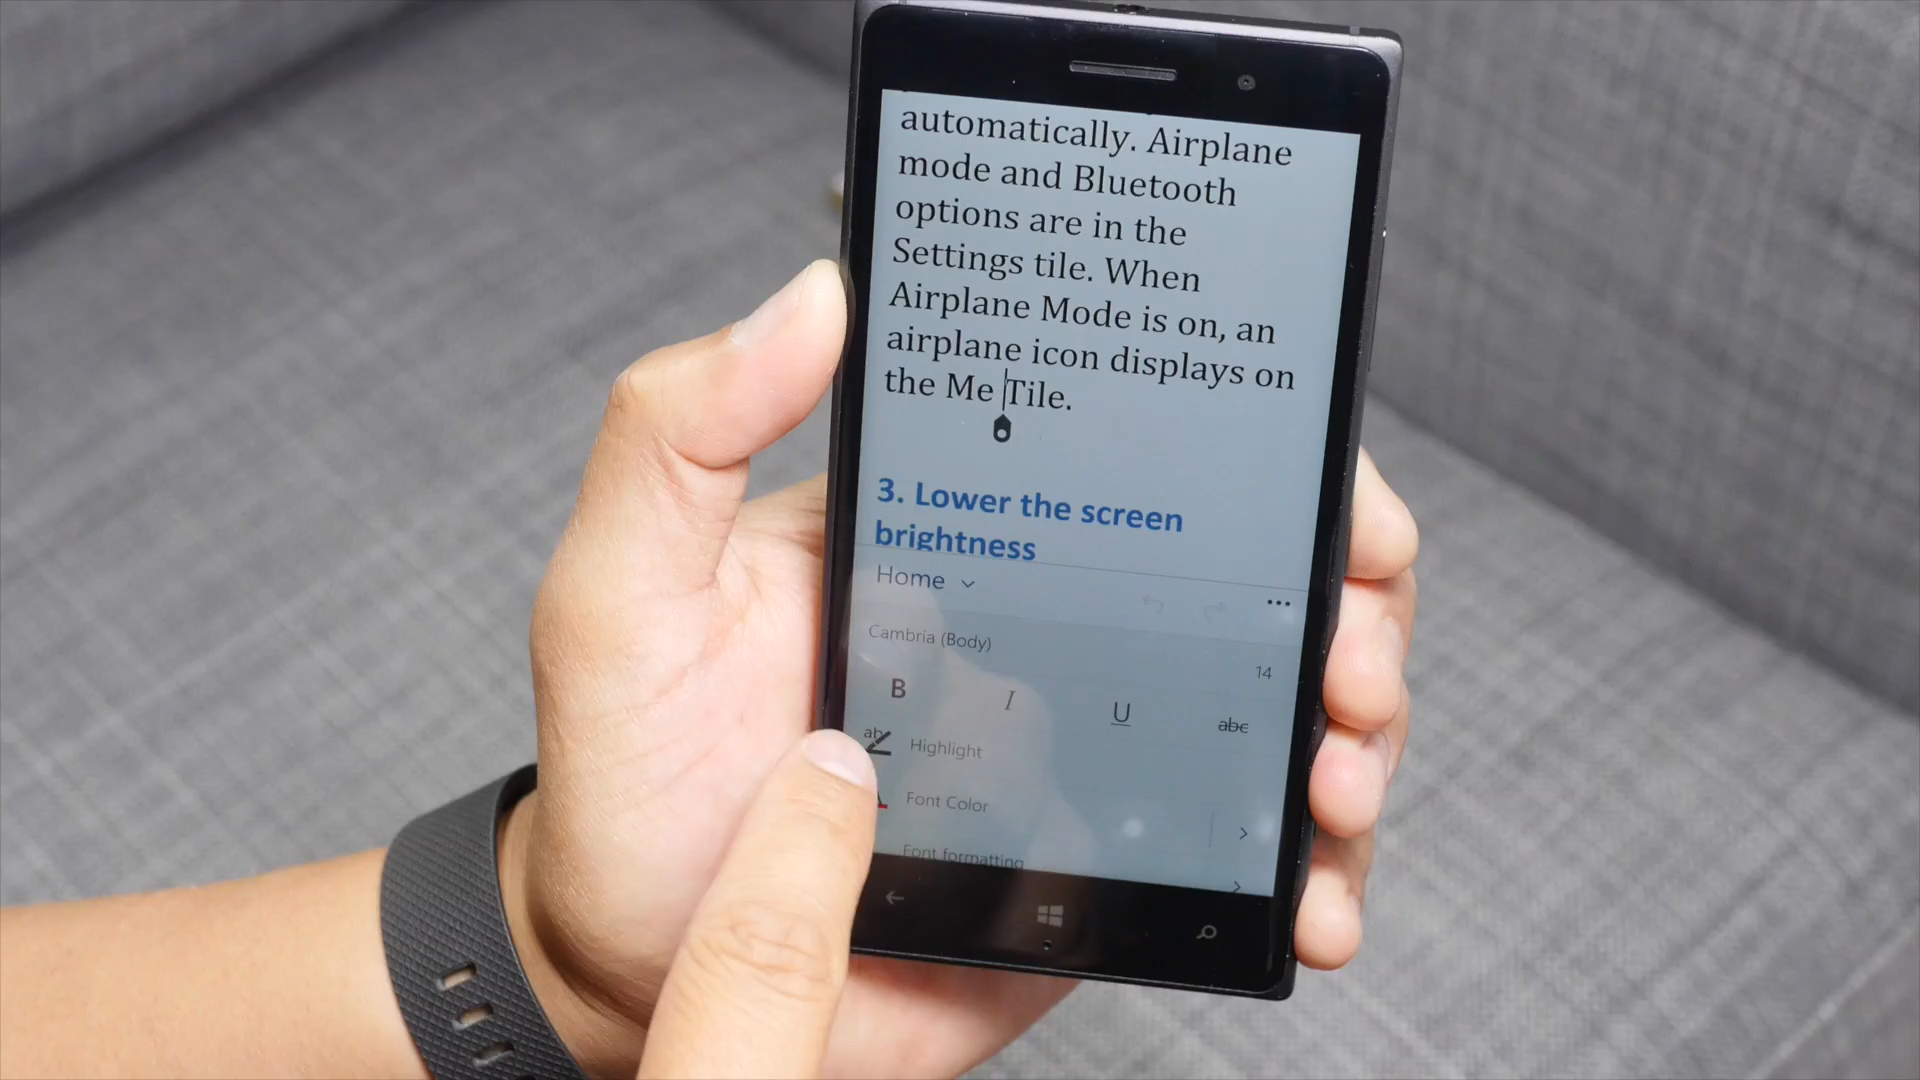 automatically. Airplane
mode and Bluetooth
options are in the
Settings tile. When
Airplane Mode is on, an
airplane icon displays on
the Me Tile.
3. Lower the screen
brightness
Home
Cambria (Body)
14
B
I
U
abc
ab
Highlight
Font Color
Font formatting